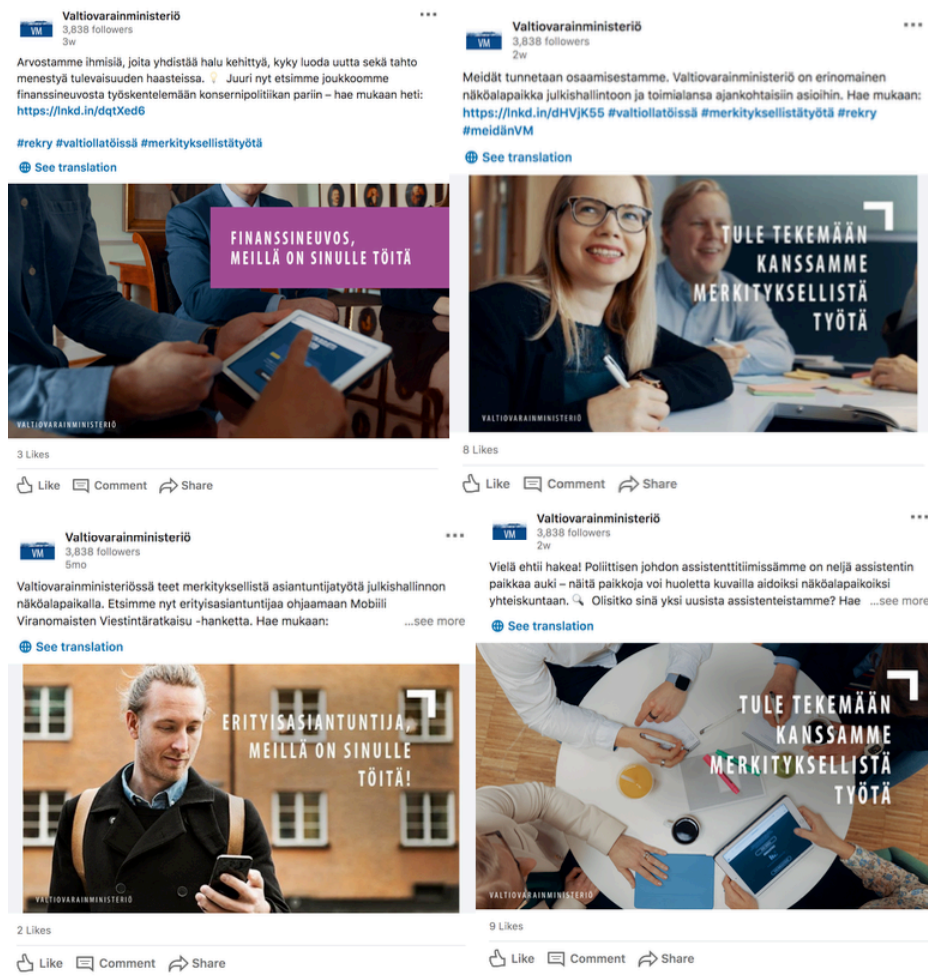 Valtiovarainministeriö
VM
3,838 followers
3w
Arvostamme ihmisiä, joita yhdistää halu kehittyä, kyky luoda uutta sekä tahto
menestyä tulevaisuuden haasteissa. 💡 Juuri nyt etsimme joukkoomme
finanssineuvosta työskentelemään konsernipolitiikan pariin – hae mukaan heti:
https://lnkd.in/dqtXed6
#rekry #valtiollatöissä #merkityksellistätyötä
See translation
FINANSSINEUVOS,
MEILLÄ ON SINULLE TÖITÄ
VALTIOVARAINMINISTERIÖ
3 Likes
Like Comment Share
Valtiovarainministeriö
VM
3,838 followers
2w
Meidät tunnetaan osaamisestamme. Valtiovarainministeriö on erinomainen
näköalapaikka julkishallintoon ja toimialansa ajankohtaisiin asioihin. Hae mukaan:
https://lnkd.in/dHVjK55 #valtiollatöissä #merkityksellistätyötä #rekry
#meidänVM
See translation
TULE TEKEMÄÄN
KANSSAMME
MERKITYKSELLISTÄ
TYÖTÄ
VALTIOVARAINMINISTERIÖ
8 Likes
Like Comment Share
Valtiovarainministeriö
VM
3,838 followers
5mo
Valtiovarainministeriössä teet merkityksellistä asiantuntijatyötä julkishallinnon
näköalapaikalla. Etsimme nyt erityisasiantuntijaa ohjaamaan Mobiili
Viranomaisten Viestintäratkaisu -hanketta. Hae mukaan: ...see more
See translation
ERITYISASIANTUNTIJA,
MEILLÄ ON SINULLE
TÖITÄ!
VALTIOVARAINMINISTERIÖ
2 Likes
Like Comment Share
Valtiovarainministeriö
VM
3,838 followers
2w
Vielä ehtii hakea! Poliittisen johdon assistenttitiimissämme on neljä assistentin
paikkaa auki – näitä paikkoja voi huoletta kuvailla aidoiksi näköalapaikoiksi
yhteiskuntaan. 🔍 Olisitko sinä yksi uusista assistenteistamme? Hae ...see more
See translation
TULE TEKEMÄÄN
KANSSAMME
MERKITYKSELLISTÄ
TYÖTÄ
VALTIOVARAINMINISTERIÖ
9 Likes
Like Comment Share